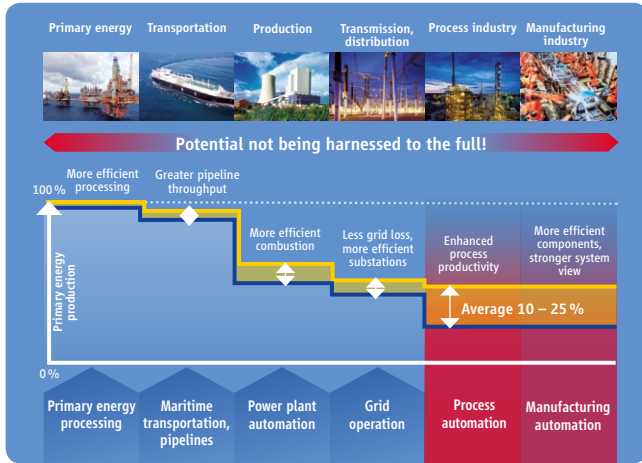 Primary energy
Transportation
Production
Transmission,
distribution
Process industry
Manufacturing
industry
Potential not being harnessed to the full!
More efficient
processing
Greater pipeline
throughput
100 %
More efficient
combustion
Less grid loss,
more efficient
substations
Enhanced
process
productivity
More efficient
components,
stronger system
view
Primary energy
production
Average 10 – 25 %
0 %
Primary energy
processing
Maritime
transportation,
pipelines
Power plant
automation
Grid
operation
Process
automation
Manufacturing
automation